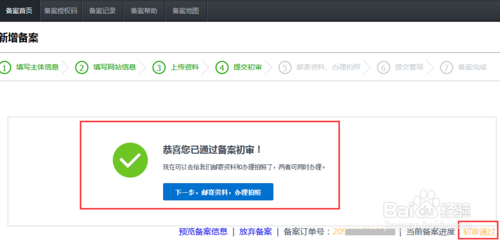 备案首页 备案授权码 备案记录 备案帮助 备案地图
新增备案
1 填写主体信息 2 填写网站信息 3 上传资料 4 提交初审 5 邮寄资料、办理拍照 6 提交管局 7 备案完成
恭喜您已通过备案初审！
现在可以去给我们邮寄资料和办理拍照了，两者可同时办理。
下一步，邮寄资料，办理拍照
Baidu 经验
预览备案信息 | 放弃备案 | 备案订单号： | 当前备案进度：初审通过